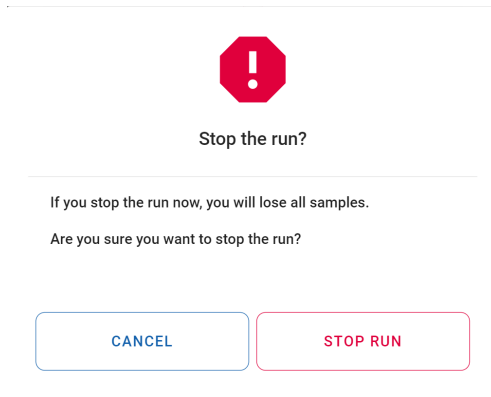 Stop the run?
If you stop the run now, you will lose all samples.
Are you sure you want to stop the run?
CANCEL
STOP RUN